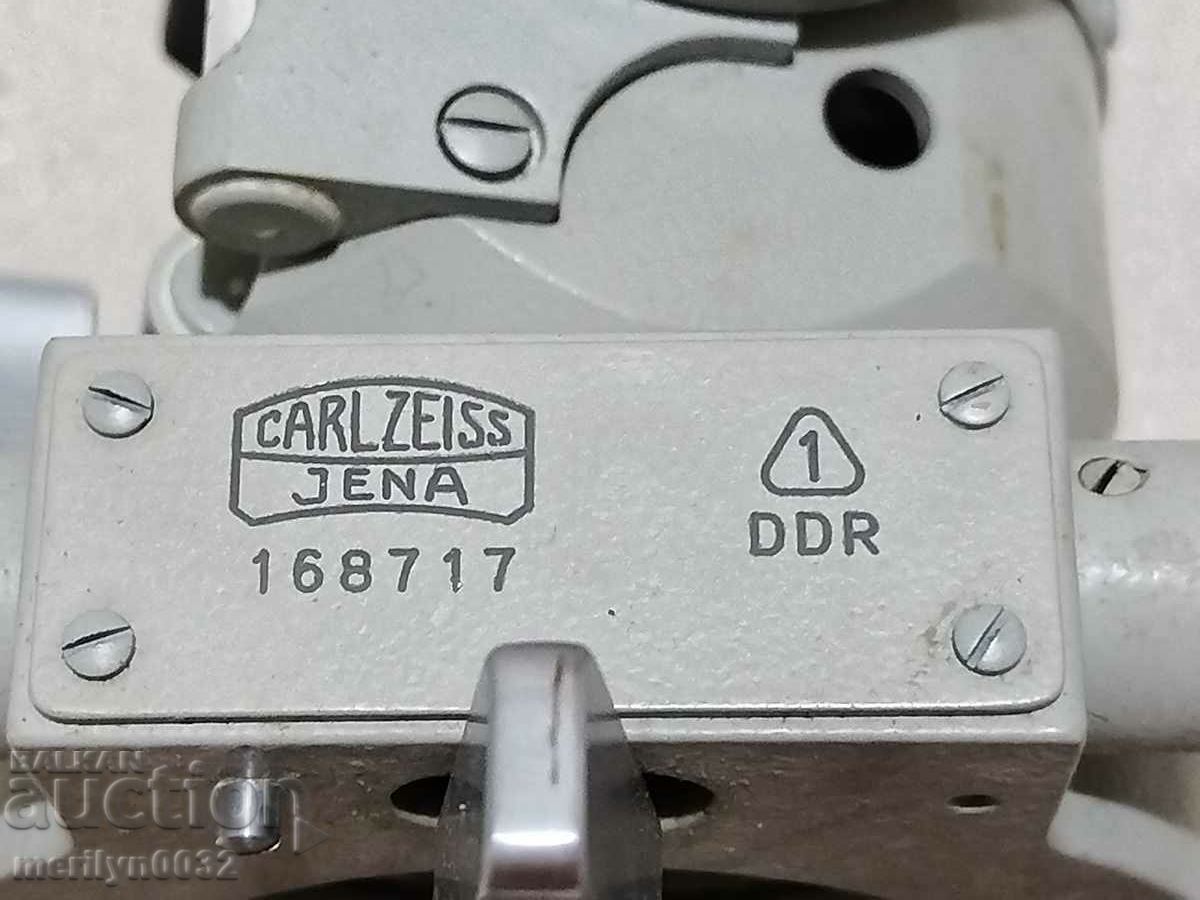 CARL ZEISS
JENA
168717
1
DDR
BALKAN
auction
merilyn0032